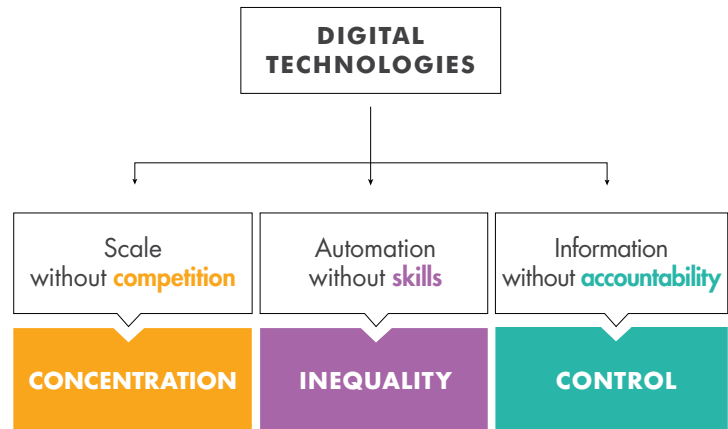 DIGITAL
TECHNOLOGIES
Scale
without competition
Automation
without skills
Information
without accountability
CONCENTRATION
INEQUALITY
CONTROL